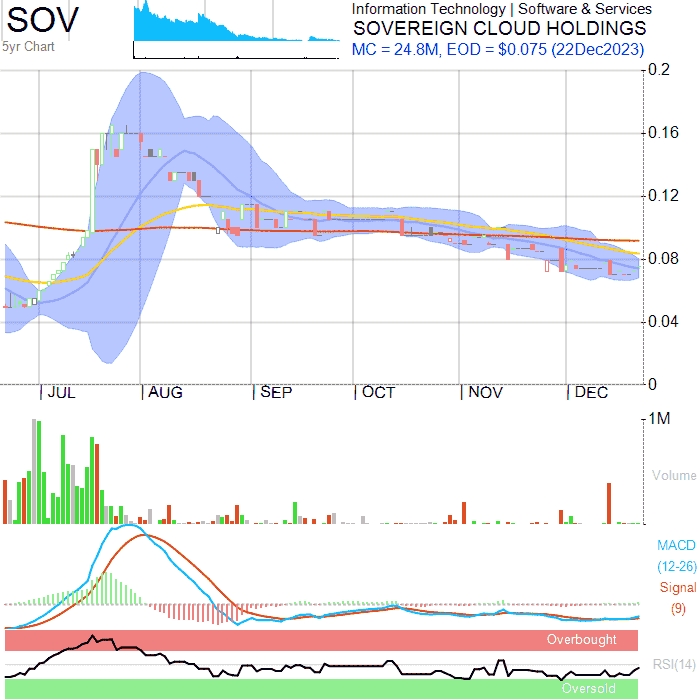 SOV
5yr Chart
Information Technology | Software & Services
SOVEREIGN CLOUD HOLDINGS
MC = 24.8M, EOD = $0.075 (22Dec2023)
0.2
0.16
0.12
0.08
0.04
0
JUL AUG SEP OCT NOV DEC
1M
Volume
MACD
(12-26)
Signal
(9)
Overbought
RSI(14)
Oversold